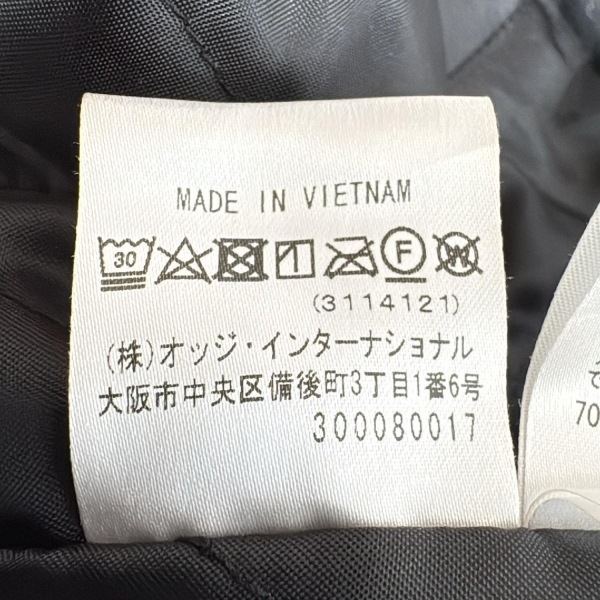 MADE IN VIETNAM
30 F W
(3114121)
(株)オッジ・インターナショナル
大阪市中央区備後町3丁目1番6号
300080017
70